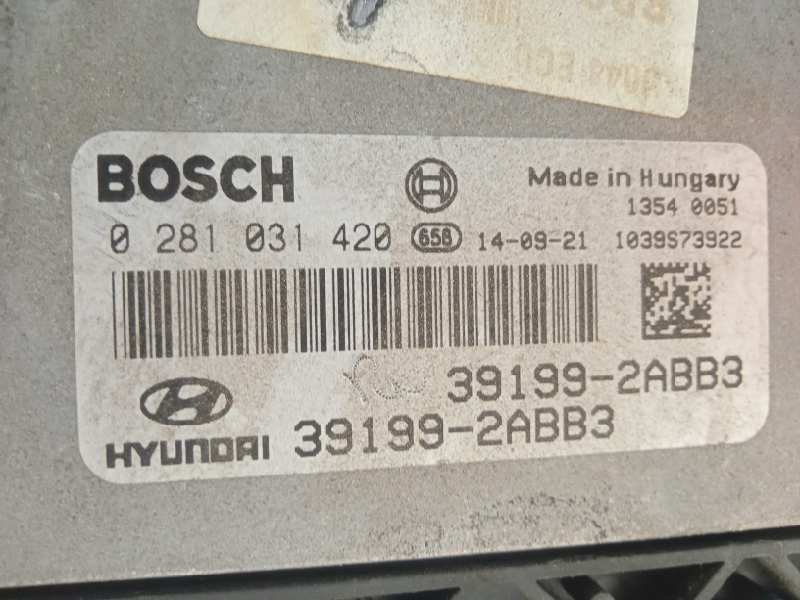 BOSCH
Made in Hungary
1354 0051
0 281 031 420 658 14-09-21 1039S73922
39199-2ABB3
HYUNDAI 39199-2ABB3